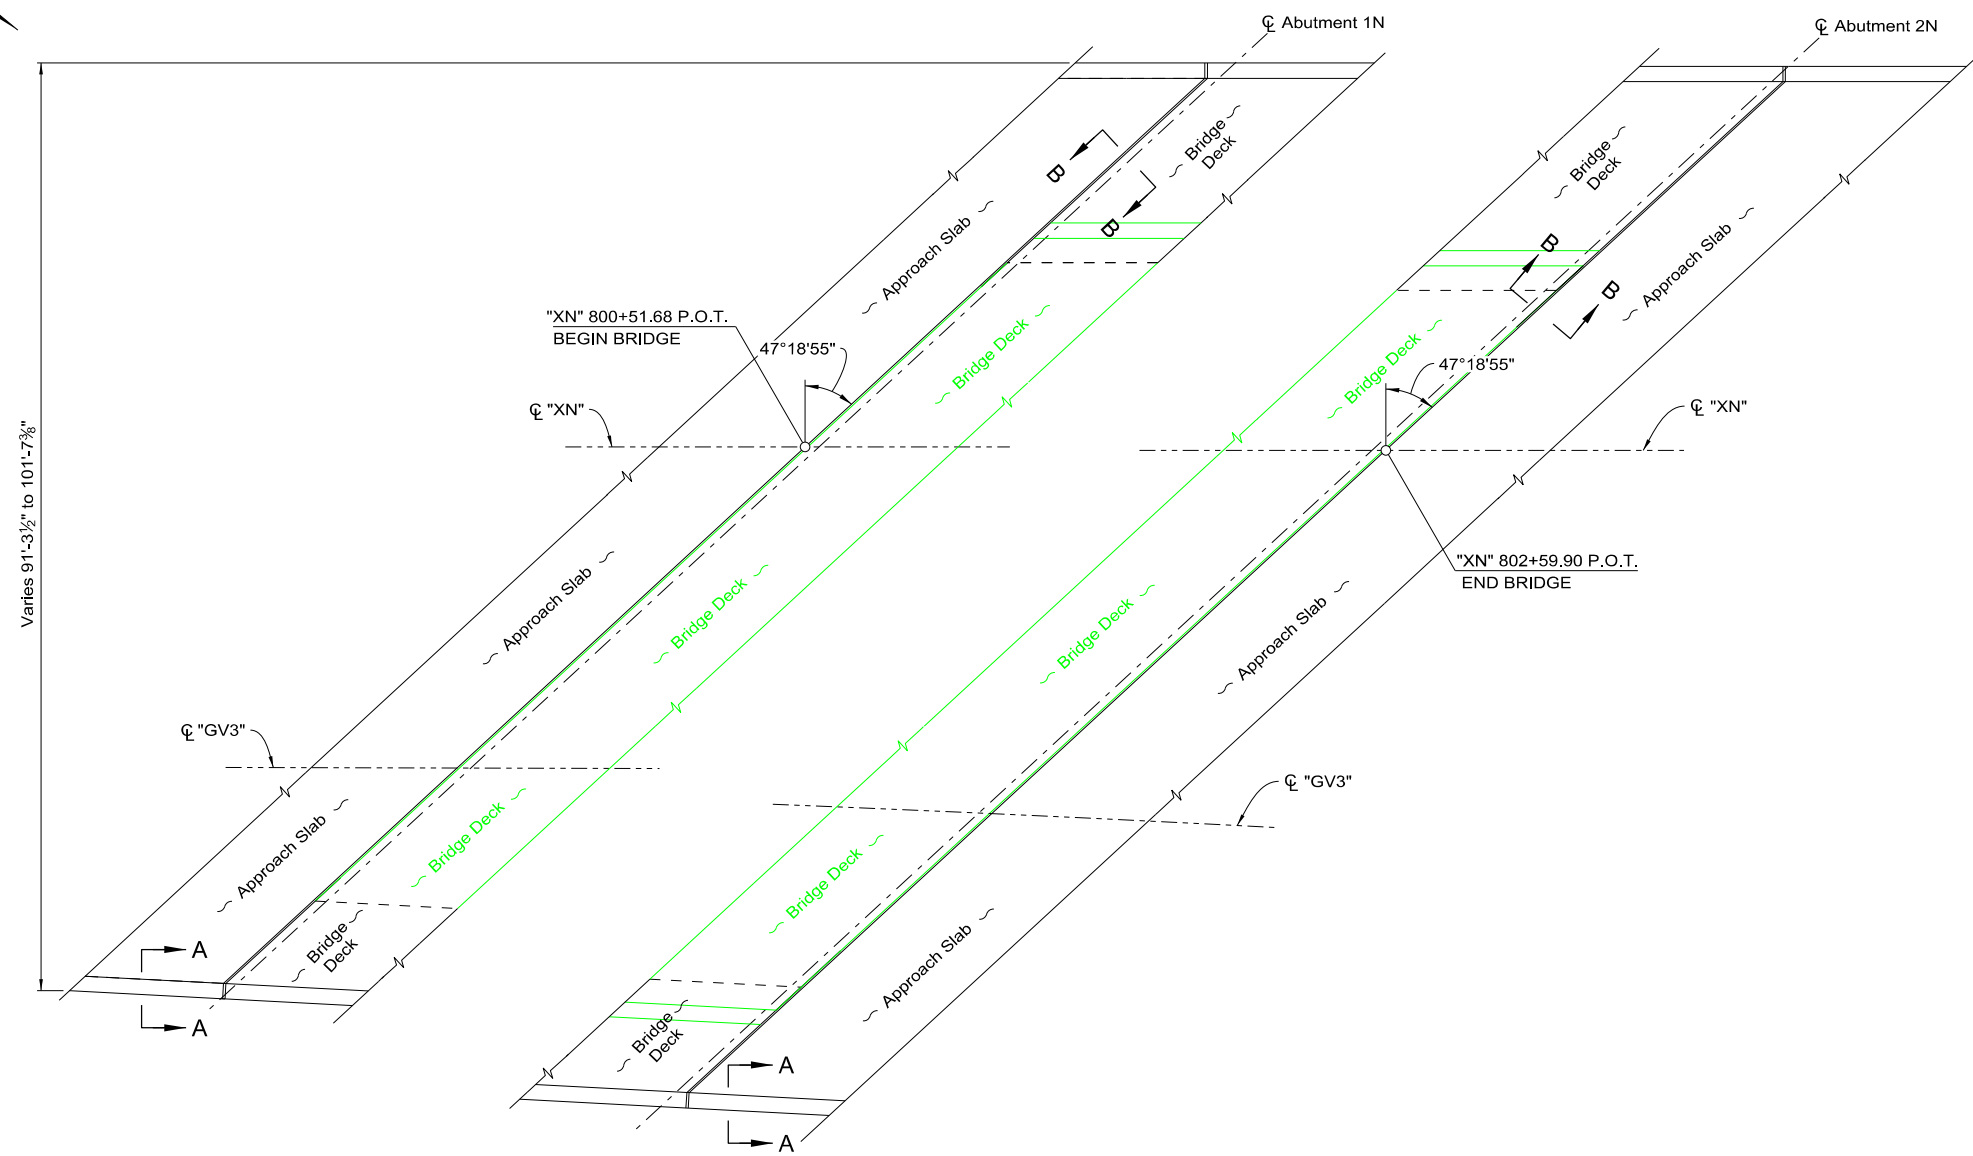 ℄ Abutment 1N
℄ Abutment 2N
Bridge
Deck
Bridge
Deck
B
B
Approach Slab
B
B
Approach Slab
"XN" 800+51.68 P.O.T.
BEGIN BRIDGE
47°18'55"
Bridge Deck
Bridge Deck
47°18'55"
℄ "XN"
℄ "XN"
Varies 91'-3½" to 101'-7⅜"
"XN" 802+59.90 P.O.T.
END BRIDGE
Approach Slab
Bridge Deck
Bridge Deck
Approach Slab
℄ "GV3"
℄ "GV3"
Approach Slab
Bridge Deck
Bridge Deck
Approach Slab
Bridge
Deck
A
A
Bridge
Deck
A
A